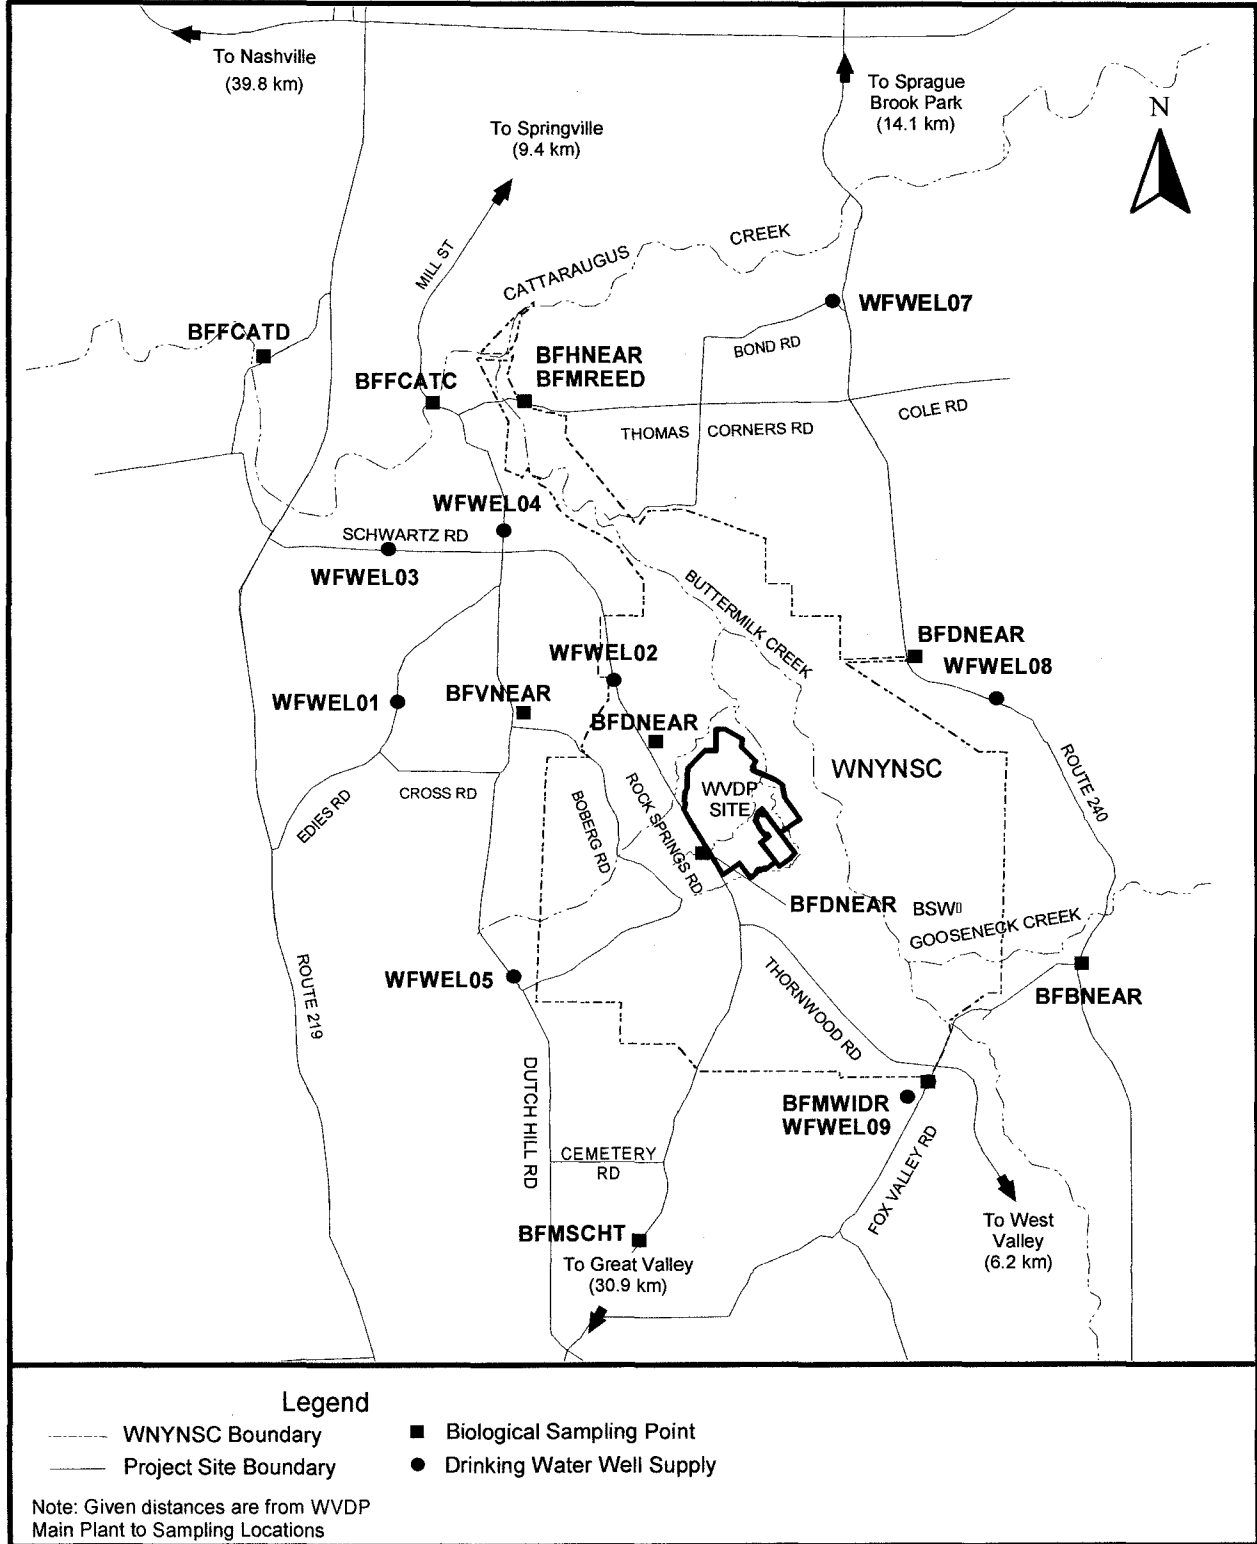 To Nashville
(39.8 km)
To Sprague
Brook Park
(14.1 km)
N
To Springville
(9.4 km)
MILL ST
CATTARAUGUS
CREEK
WFWEL07
BFFCATD
BOND RD
BFHNEAR
BFMREED
BFFCATC
COLE RD
THOMAS
CORNERS RD
WFWEL04
SCHWARTZ RD
WFWEL03
BUTTERMILK CREEK
BFDNEAR
WFWEL08
WFWEL02
WFWEL01
BFVNEAR
BFDNEAR
ROUTE 240
WNYNSC
WVDP
SITE
EDIES RD
CROSS RD
BOBERG RD
ROCK SPRINGS RD
BFDNEAR
BSW
GOOSENECK CREEK
ROUTE 219
WFWEL05
THORNWOOD RD
BFBNEAR
DUTCH HILL RD
BFMWIDR
WFWEL09
CEMETERY
RD
FOX VALLEY RD
BFMSCHT
To Great Valley
(30.9 km)
To West
Valley
(6.2 km)
Legend
WNYNSC Boundary
Biological Sampling Point
Project Site Boundary
Drinking Water Well Supply
Note: Given distances are from WVDP
Main Plant to Sampling Locations